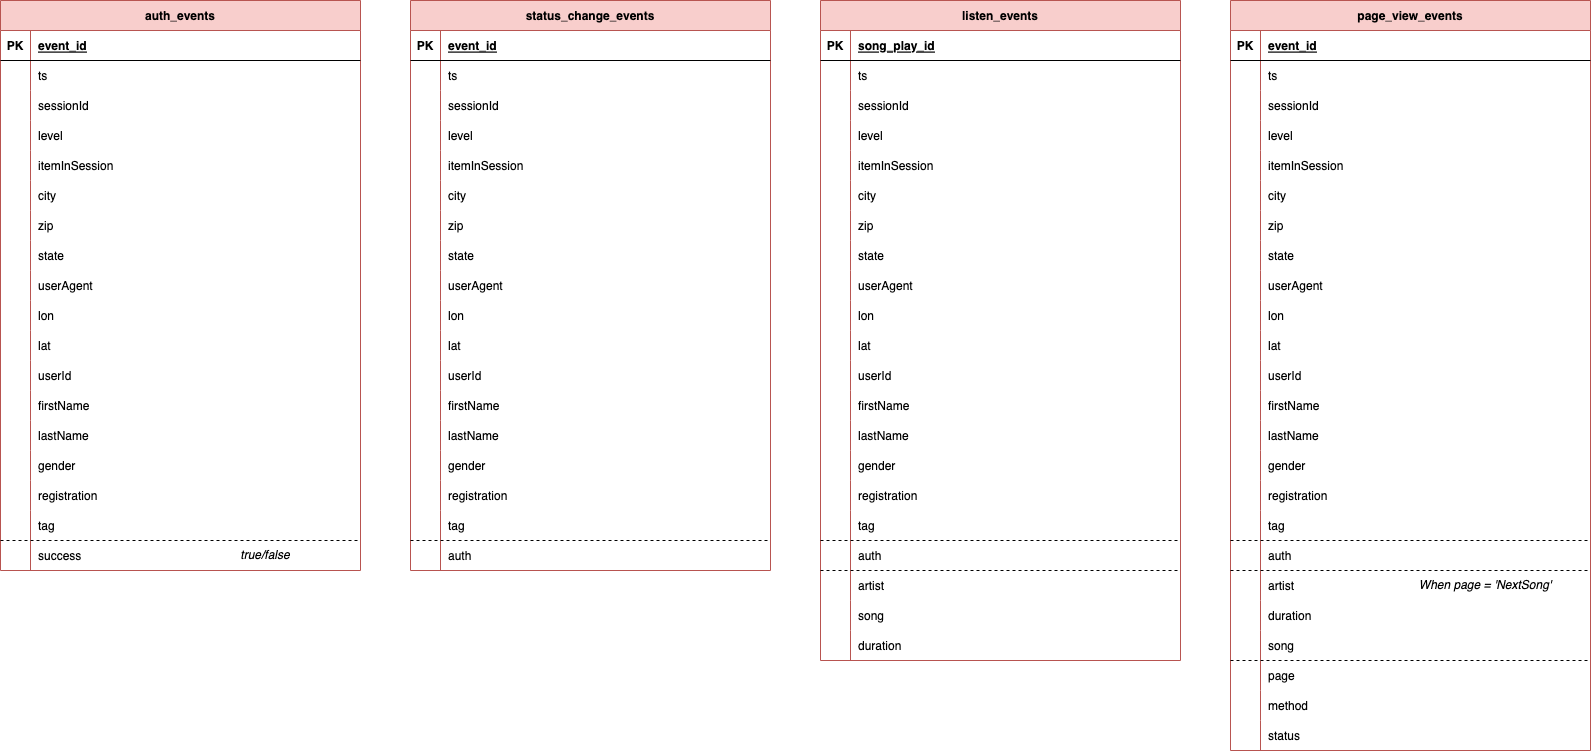 auth_events
PK event_id
ts
sessionId
level
itemInSession
city
zip
state
userAgent
lon
lat
userId
firstName
lastName
gender
registration
tag
success true/false
status_change_events
PK event_id
ts
sessionId
level
itemInSession
city
zip
state
userAgent
lon
lat
userId
firstName
lastName
gender
registration
tag
auth
listen_events
PK song_play_id
ts
sessionId
level
itemInSession
city
zip
state
userAgent
lon
lat
userId
firstName
lastName
gender
registration
tag
auth
artist
song
duration
page_view_events
PK event_id
ts
sessionId
level
itemInSession
city
zip
state
userAgent
lon
lat
userId
firstName
lastName
gender
registration
tag
auth
artist When page = 'NextSong'
duration
song
page
method
status